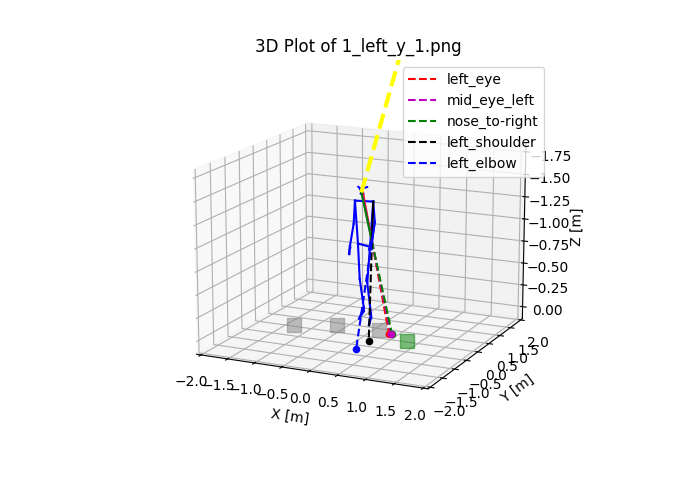 3D Plot of 1_left_y_1.png
left_eye
mid_eye_left
nose_to-right
left_shoulder
left_elbow
−1.75
−1.50
−1.25
−1.00
−0.75
−0.50
−0.25
0.00
Z [m]
−2.0
−1.5
−1.0
−0.5
0.0
0.5
1.0
1.5
2.0
X [m]
−2.0
−1.5
−1.0
−0.5
0.0
0.5
1.0
1.5
2.0
Y [m]